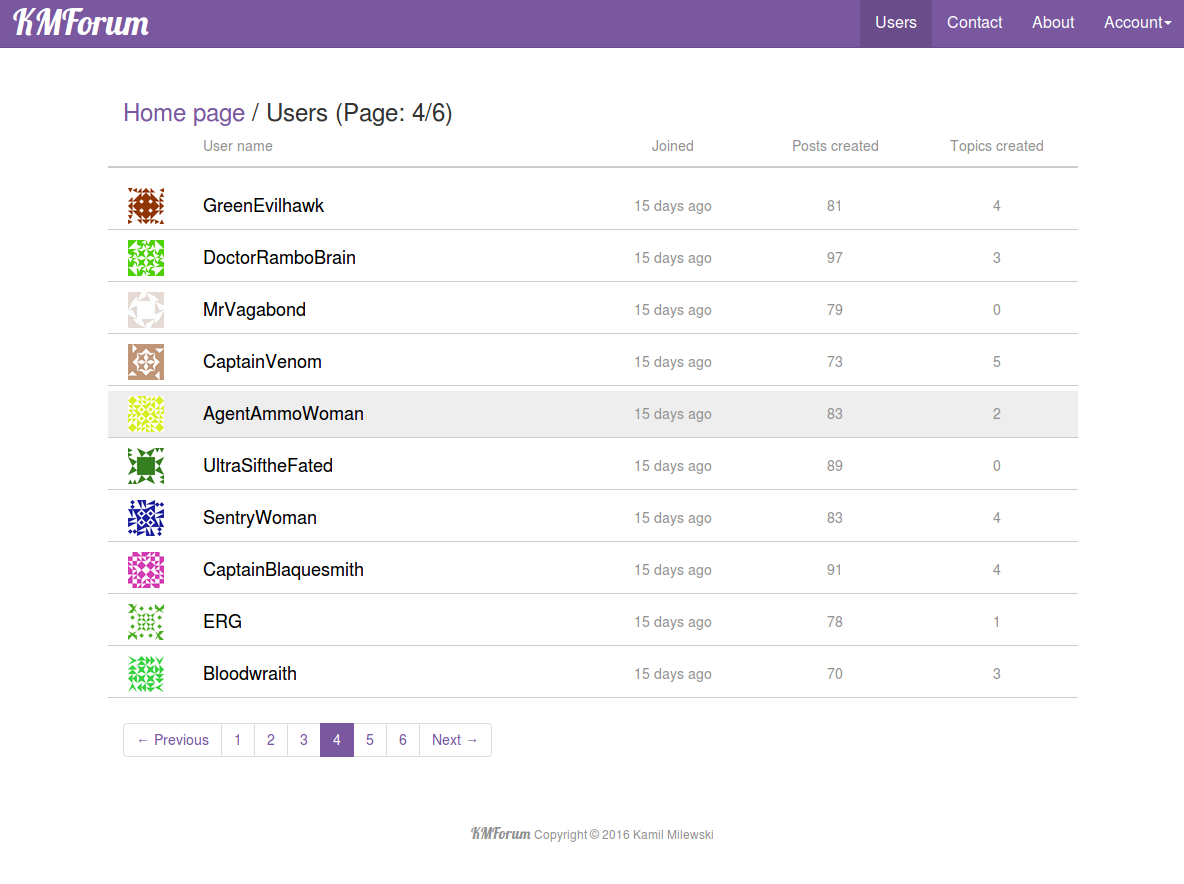 KMForum Users Contact About Account
Home page / Users (Page: 4/6)
User name Joined Posts created Topics created
GreenEvilhawk 15 days ago 81 4
DoctorRamboBrain 15 days ago 97 3
MrVagabond 15 days ago 79 0
CaptainVenom 15 days ago 73 5
AgentAmmoWoman 15 days ago 83 2
UltraSiftheFated 15 days ago 89 0
SentryWoman 15 days ago 83 4
CaptainBlaquesmith 15 days ago 91 4
ERG 15 days ago 78 1
Bloodwraith 15 days ago 70 3
← Previous 1 2 3 4 5 6 Next →
KMForum Copyright © 2016 Kamil Milewski